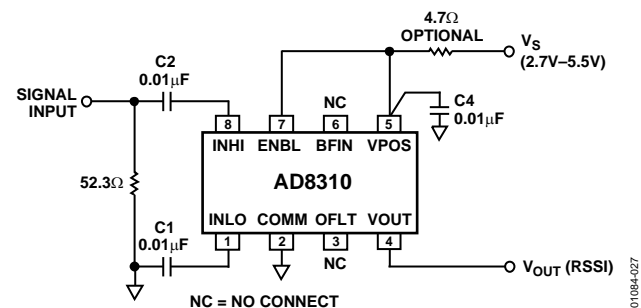 4.7Ω
OPTIONAL
VS
(2.7V–5.5V)
C2
0.01μF
NC
C4
0.01μF
SIGNAL
INPUT
8
7
6
5
INHI
ENBL
BFIN
VPOS
52.3Ω
AD8310
C1
0.01μF
INLO
COMM
OFLT
VOUT
1
2
3
4
NC
VOUT (RSSI)
NC = NO CONNECT
01084-027